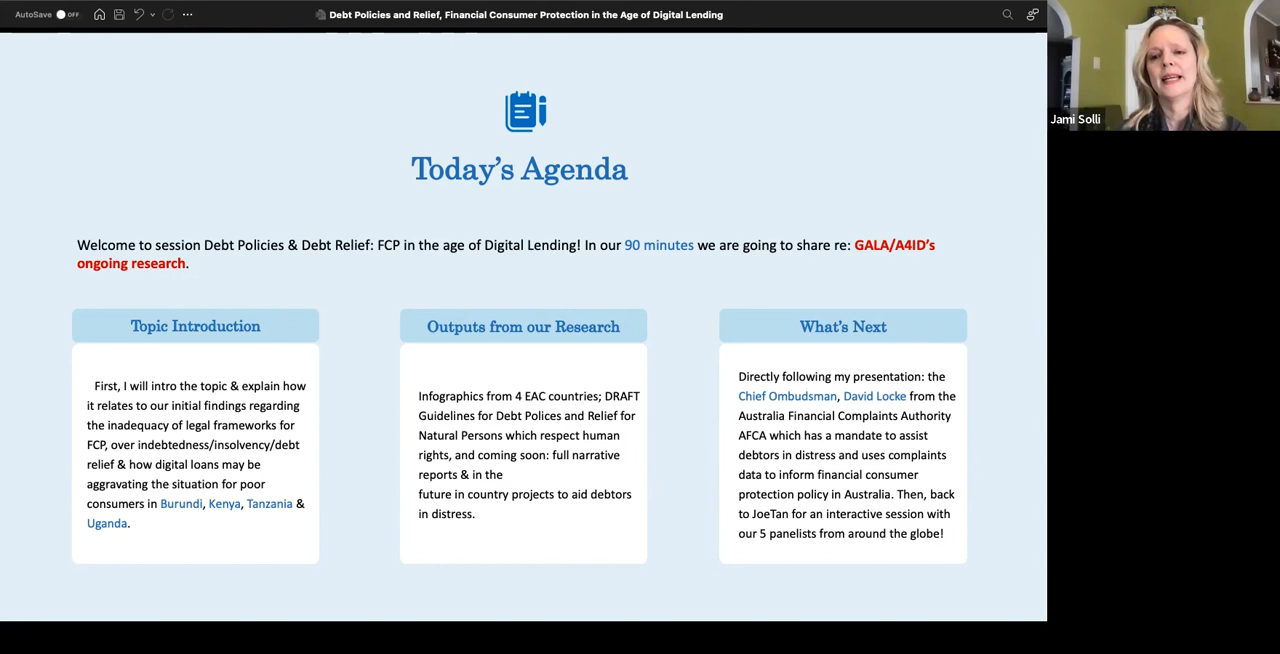 AutoSave OFF
Debt Policies and Relief, Financial Consumer Protection in the Age of Digital Lending
Jami Solli
Today's Agenda
Welcome to session Debt Policies & Debt Relief: FCP in the age of Digital Lending! In our 90 minutes we are going to share re: GALA/A4ID's
ongoing research.
Topic Introduction
First, I will intro the topic & explain how
it relates to our initial findings regarding
the inadequacy of legal frameworks for
FCP, over indebtedness/insolvency/debt
relief & how digital loans may be
aggravating the situation for poor
consumers in Burundi, Kenya, Tanzania &
Uganda.
Outputs from our Research
Infographics from 4 EAC countries; DRAFT
Guidelines for Debt Polices and Relief for
Natural Persons which respect human
rights, and coming soon: full narrative
reports & in the
future in country projects to aid debtors
in distress.
What's Next
Directly following my presentation: the
Chief Ombudsman, David Locke from the
Australia Financial Complaints Authority
AFCA which has a mandate to assist
debtors in distress and uses complaints
data to inform financial consumer
protection policy in Australia. Then, back
to JoeTan for an interactive session with
our 5 panelists from around the globe!